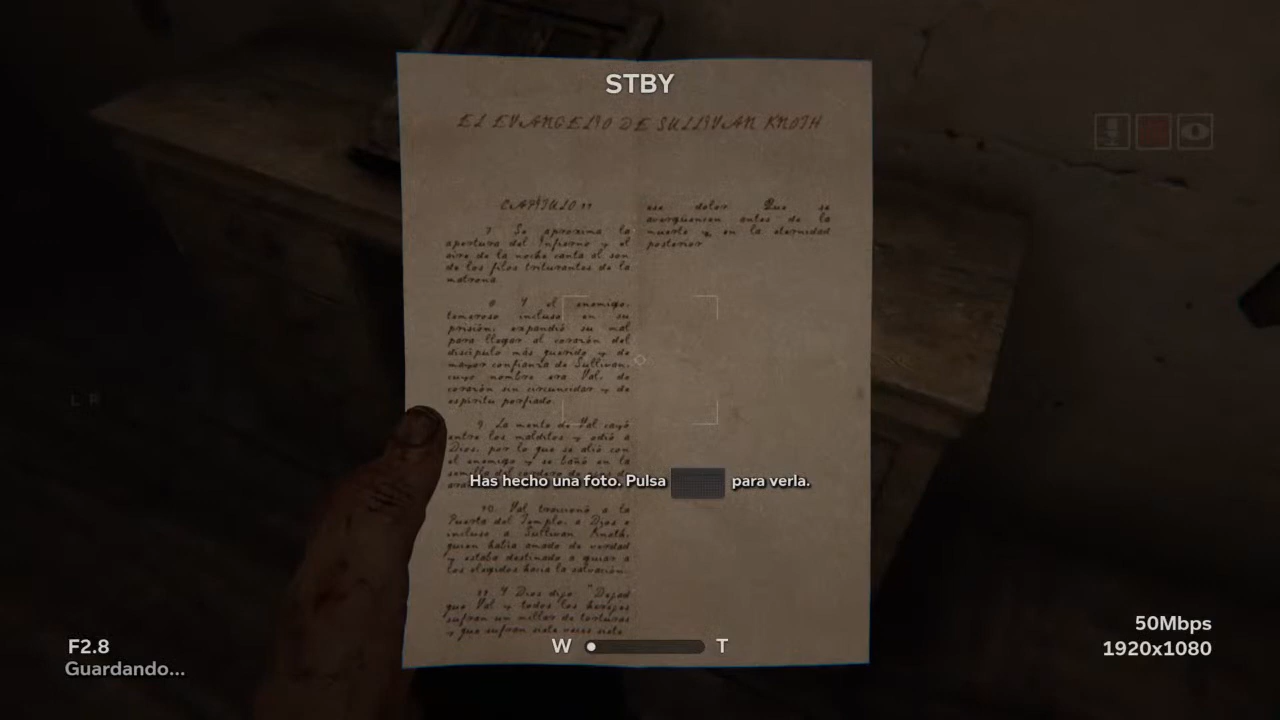 STBY
EL EVANGELIO DE SULLIVAN KNOTH
CAPÍTULO 11
7 Se aproxima la
apertura del Infierno y el
aire de la noche canta al son
de los filos triturantes de la
matrona
8 Y el enemigo,
temeroso incluso en su
prisión, expandió su mal
para llegar al corazón del
discípulo más querido y de
mayor confianza de Sullivan,
cuyo nombre era Val, de
corazón sin circuncidar y de
espíritu porfiado.
9. La mente de Val cayó
entre los malditos y odió a
Dios, por lo que se alió con
el enemigo y se bañó en la
10. Val traicionó a la
Puerta del Templo, a Dios e
incluso a Sullivan Knoth,
quien había amado de verdad
y estaba destinado a guiar a
los elegidos hacia la salvación.
11. Y Dios dijo: "Dejad
que Val y todos los herejes
sufran un millar de torturas
y que sufran siete veces siete
ese dolor Que se
avergüencen antes de la
muerte y en la eternidad
posterior
Has hecho una foto. Pulsa para verla.
W T
F2.8
Guardando...
50Mbps
1920x1080